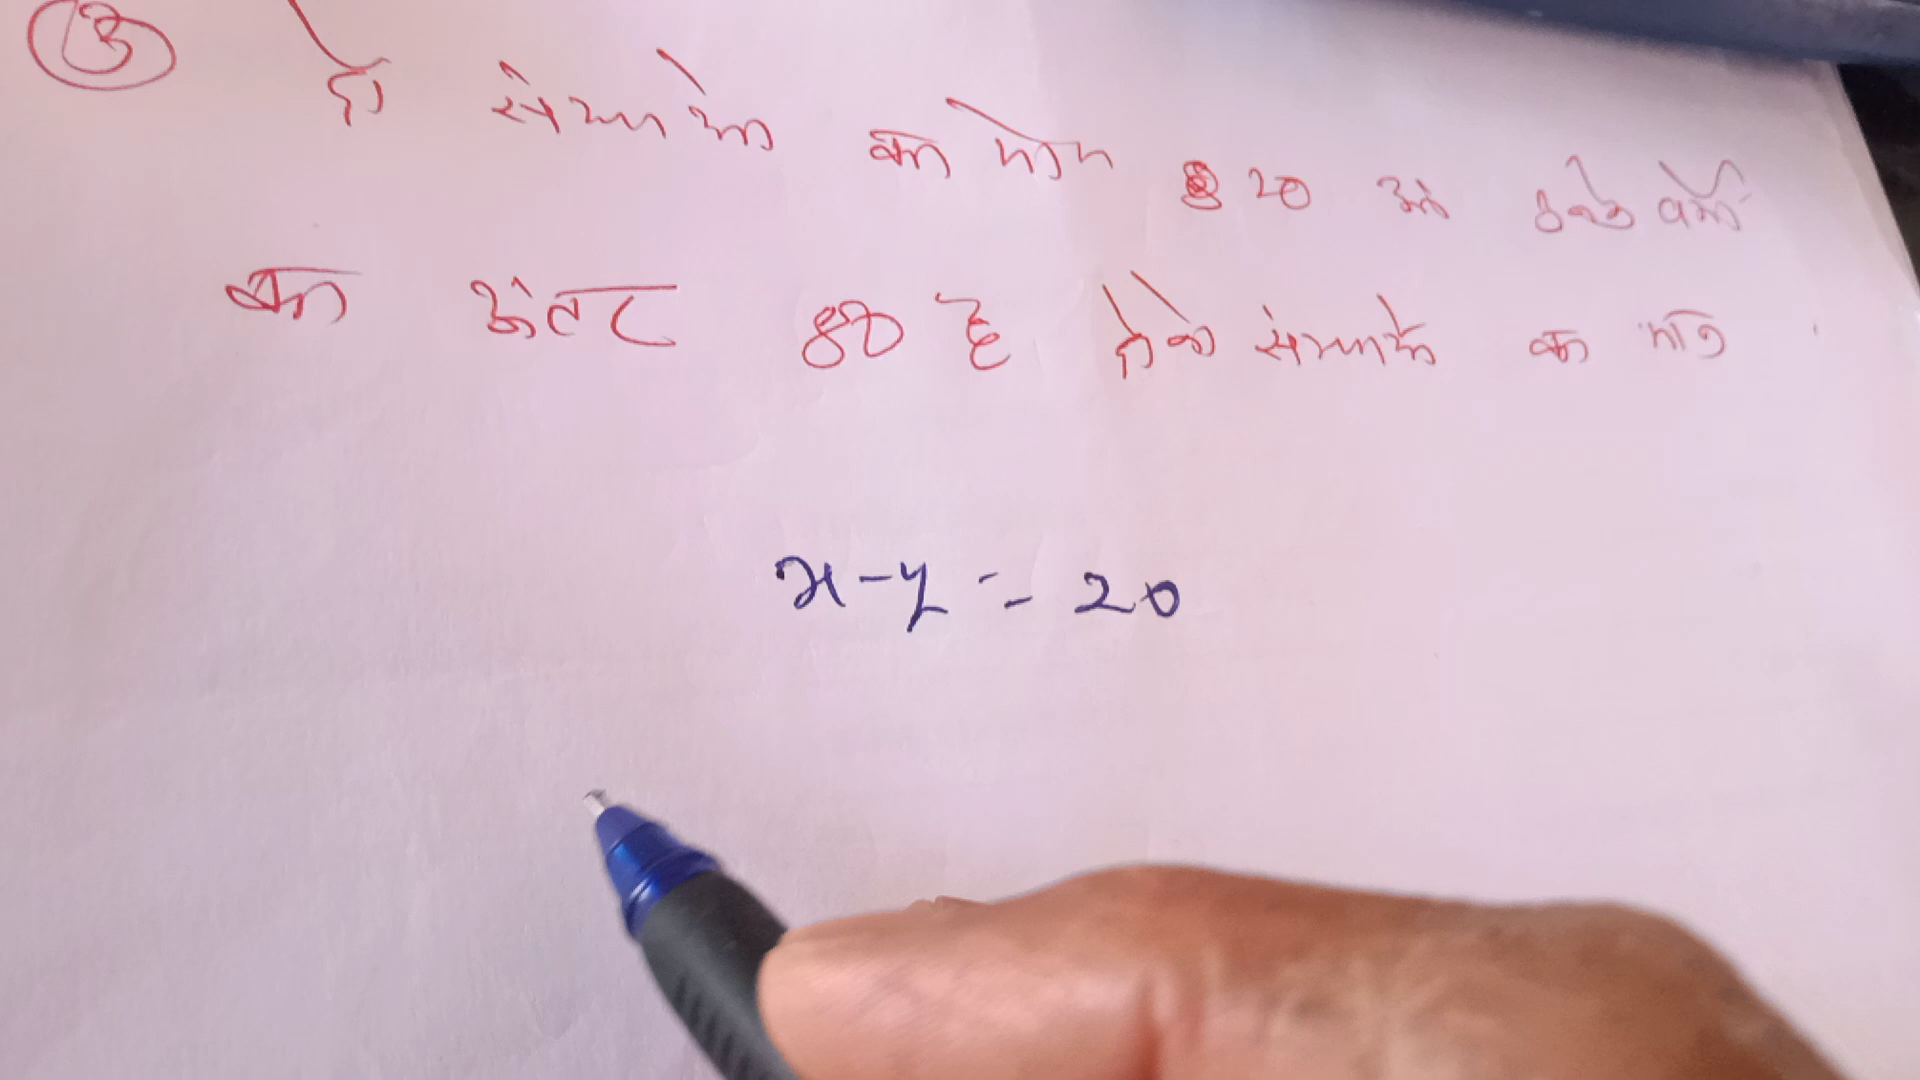 ③ दो संख्याओं का योग 20 और उनके वर्गों
का अंतर 80 है दोनों संख्याओं का मान
x - y = 20